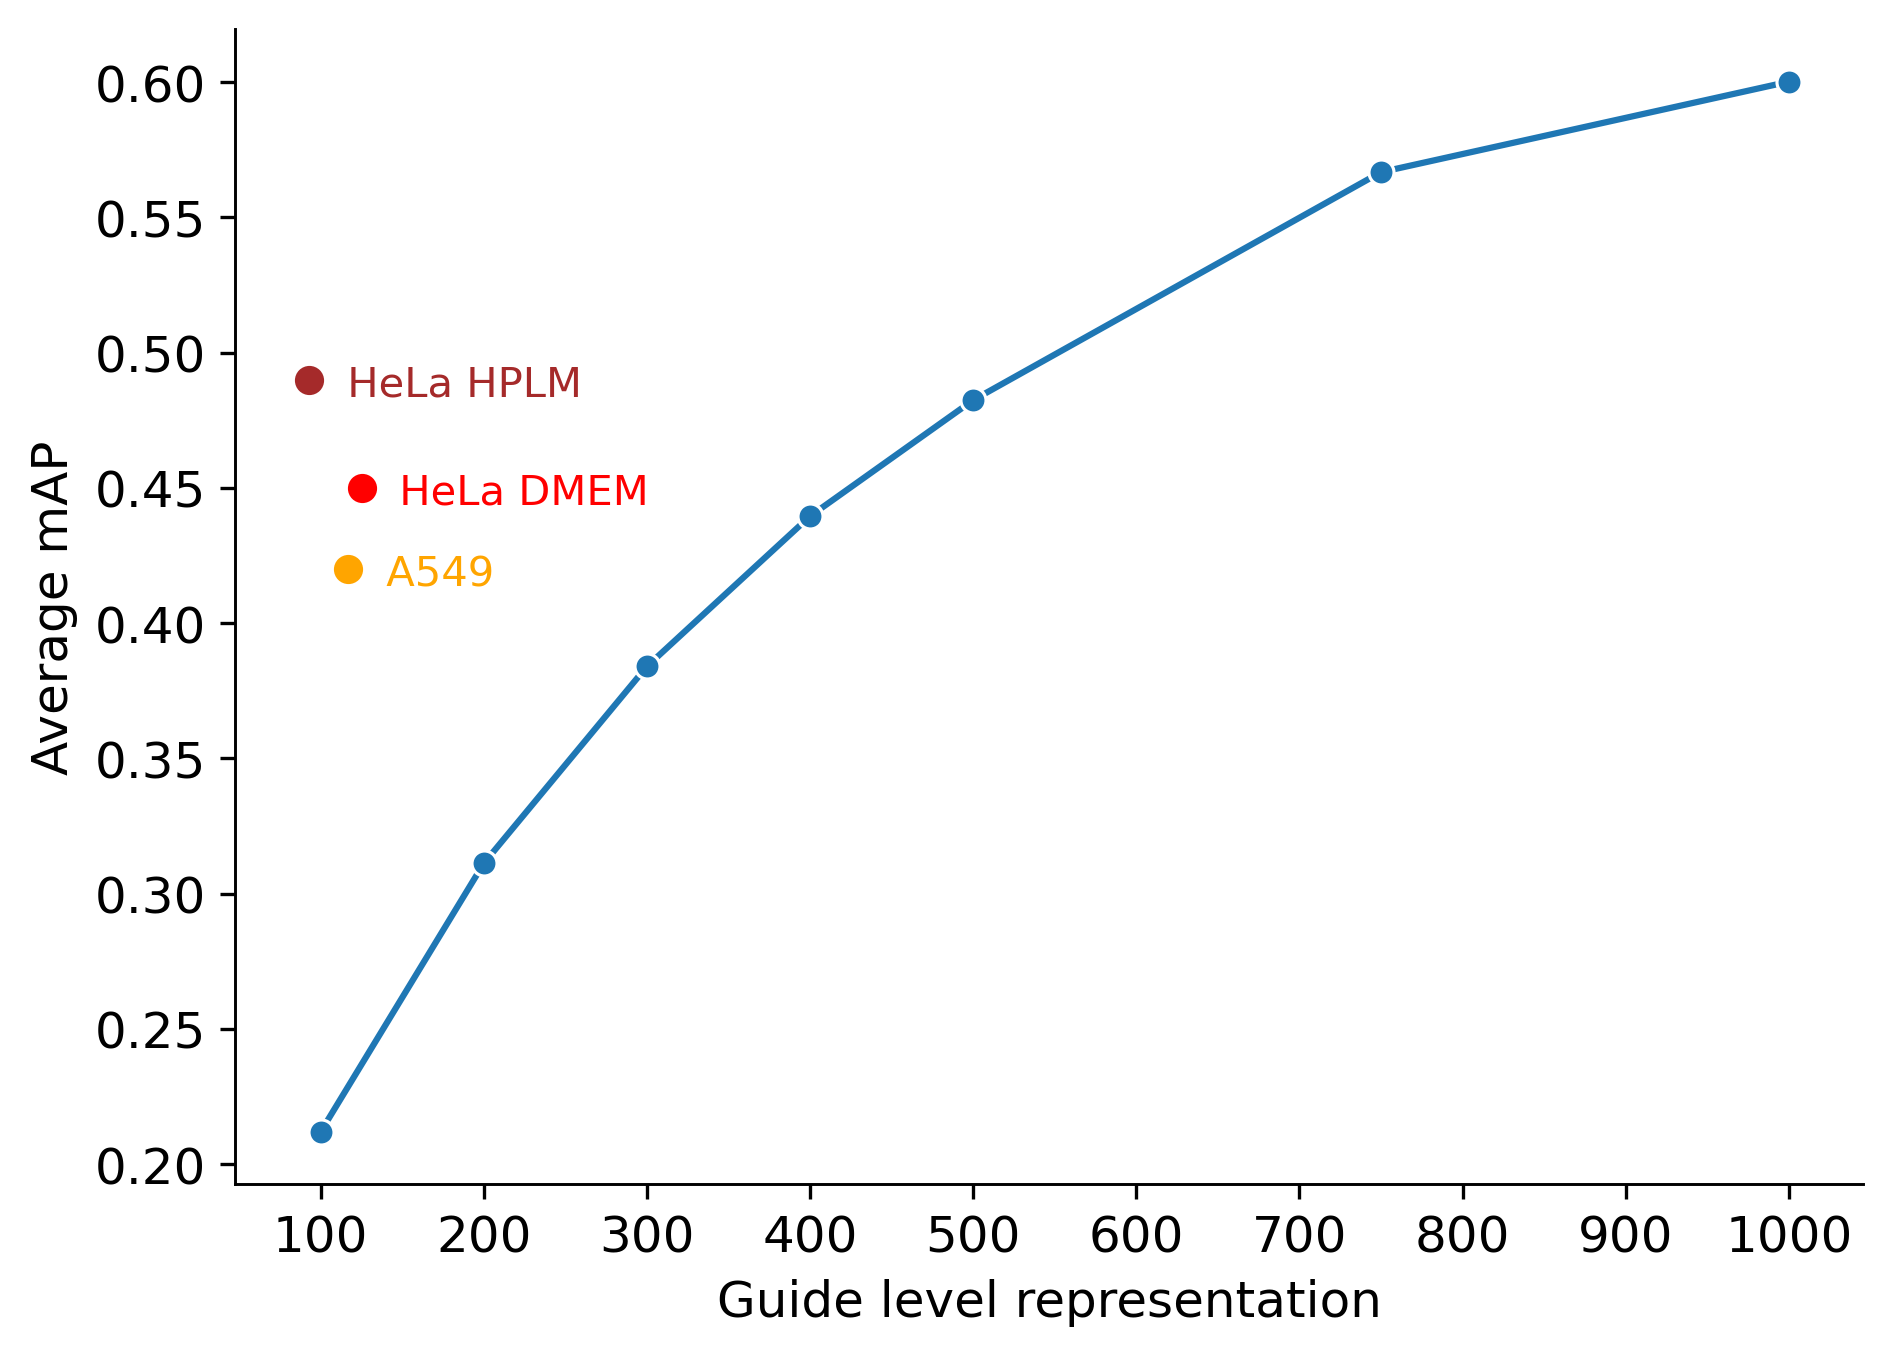 0.60
0.55
0.50
0.45
0.40
0.35
0.30
0.25
0.20
Average mAP
HeLa HPLM
HeLa DMEM
A549
100 200 300 400 500 600 700 800 900 1000
Guide level representation